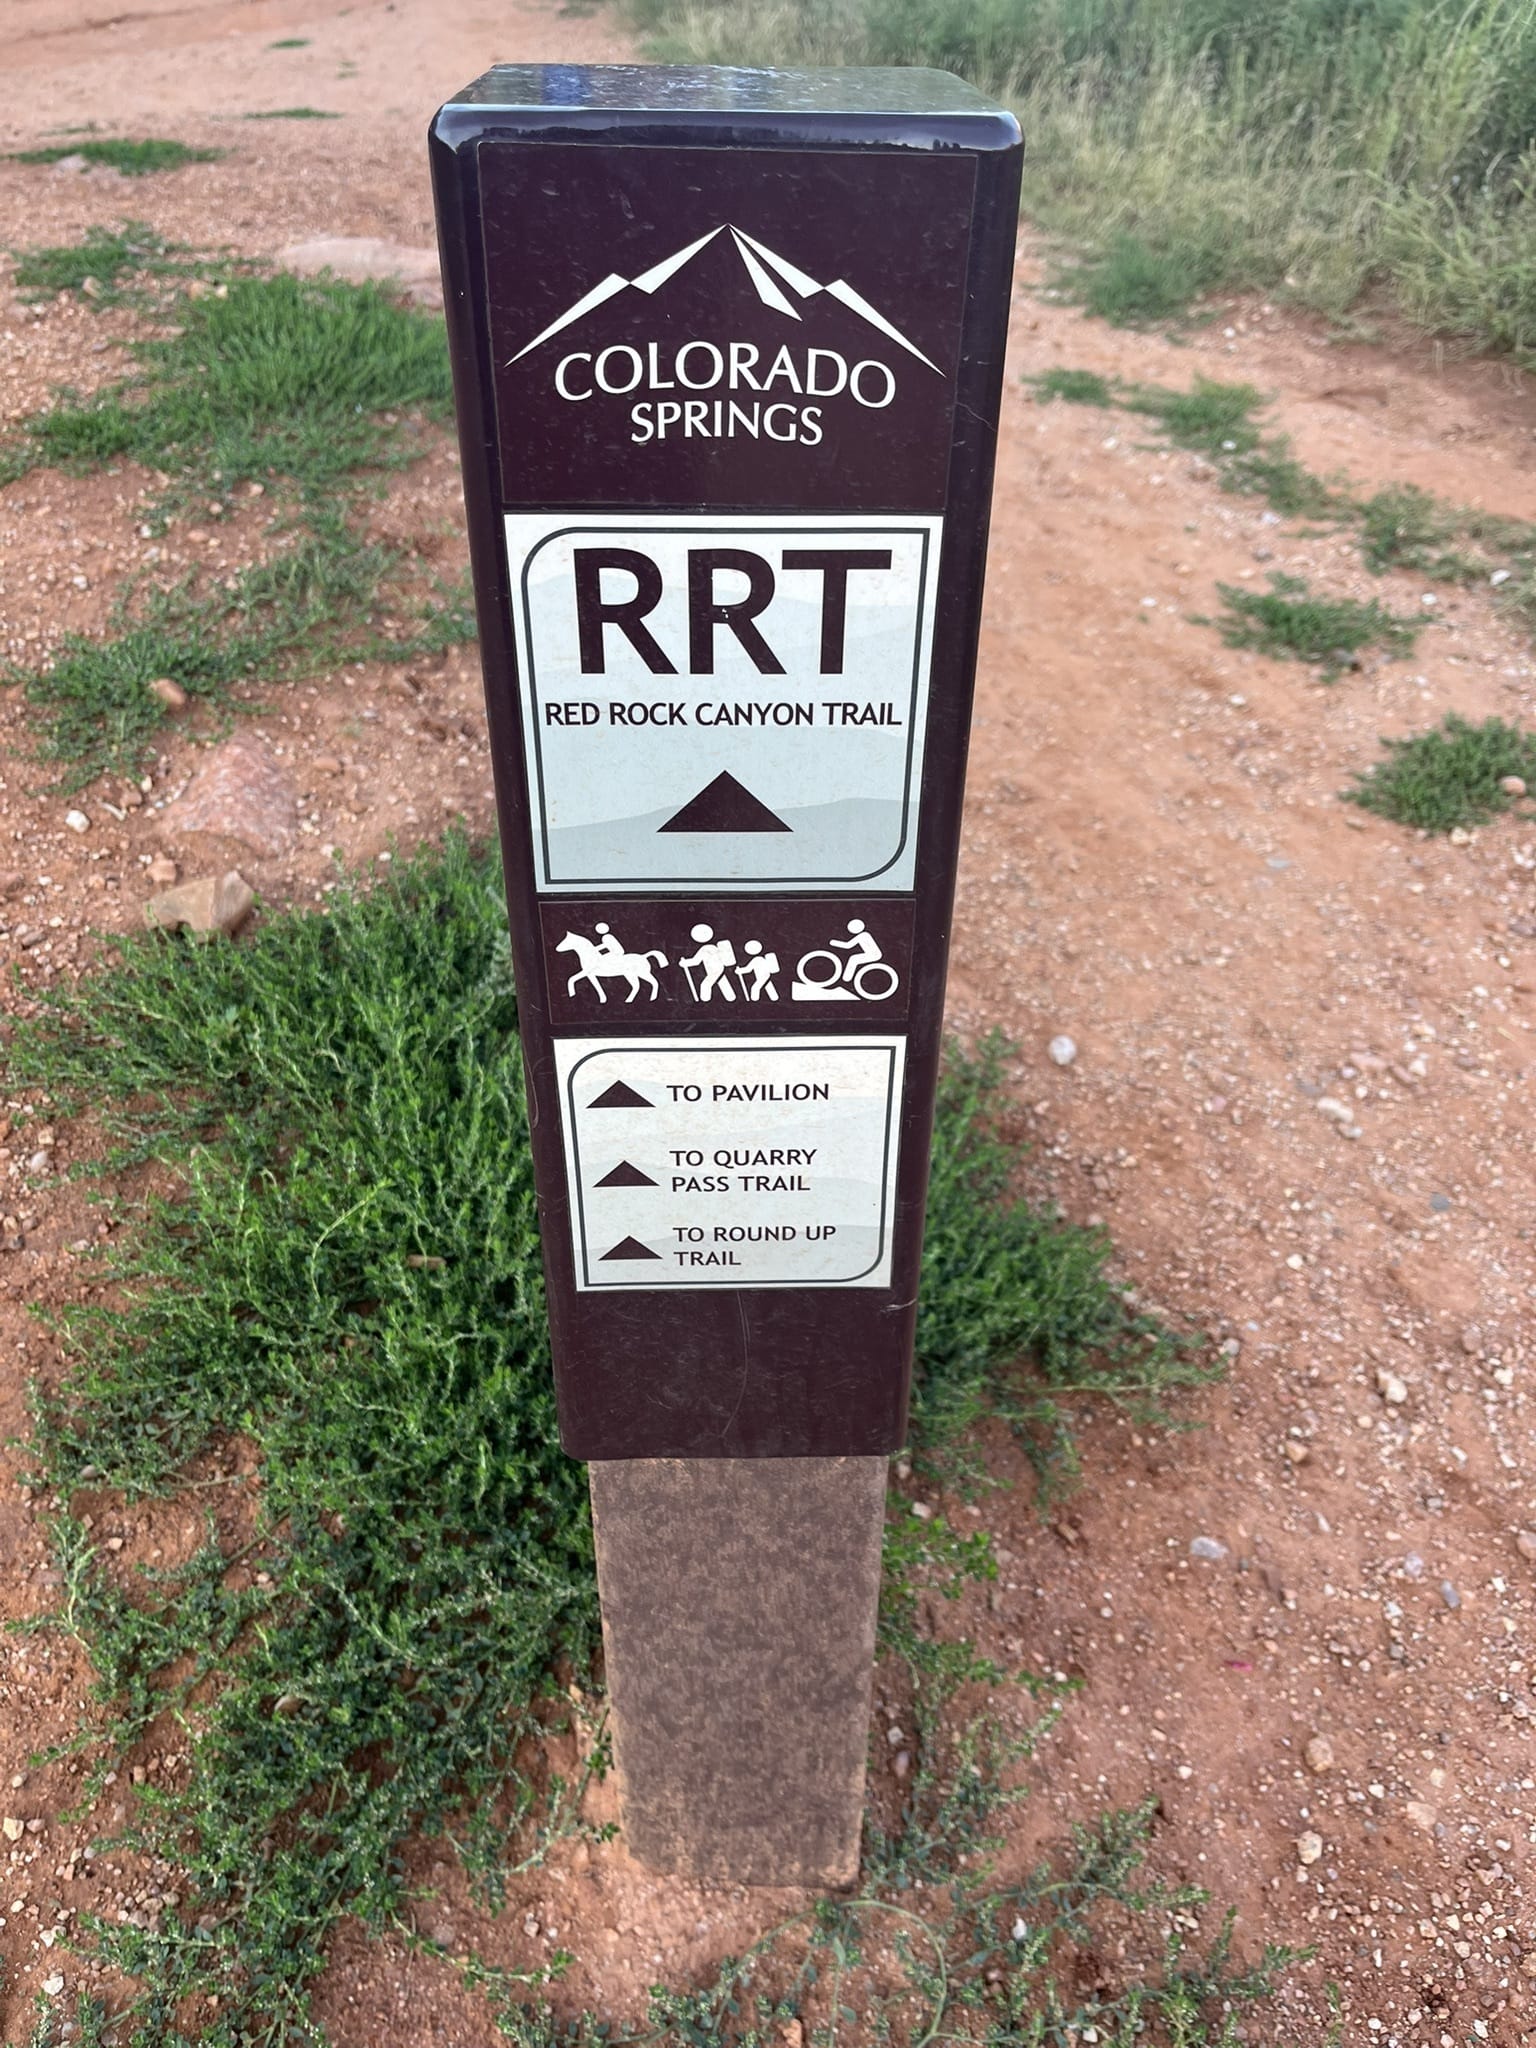 COLORADO
SPRINGS
RRT
RED ROCK CANYON TRAIL
TO PAVILION
TO QUARRY
PASS TRAIL
TO ROUND UP
TRAIL